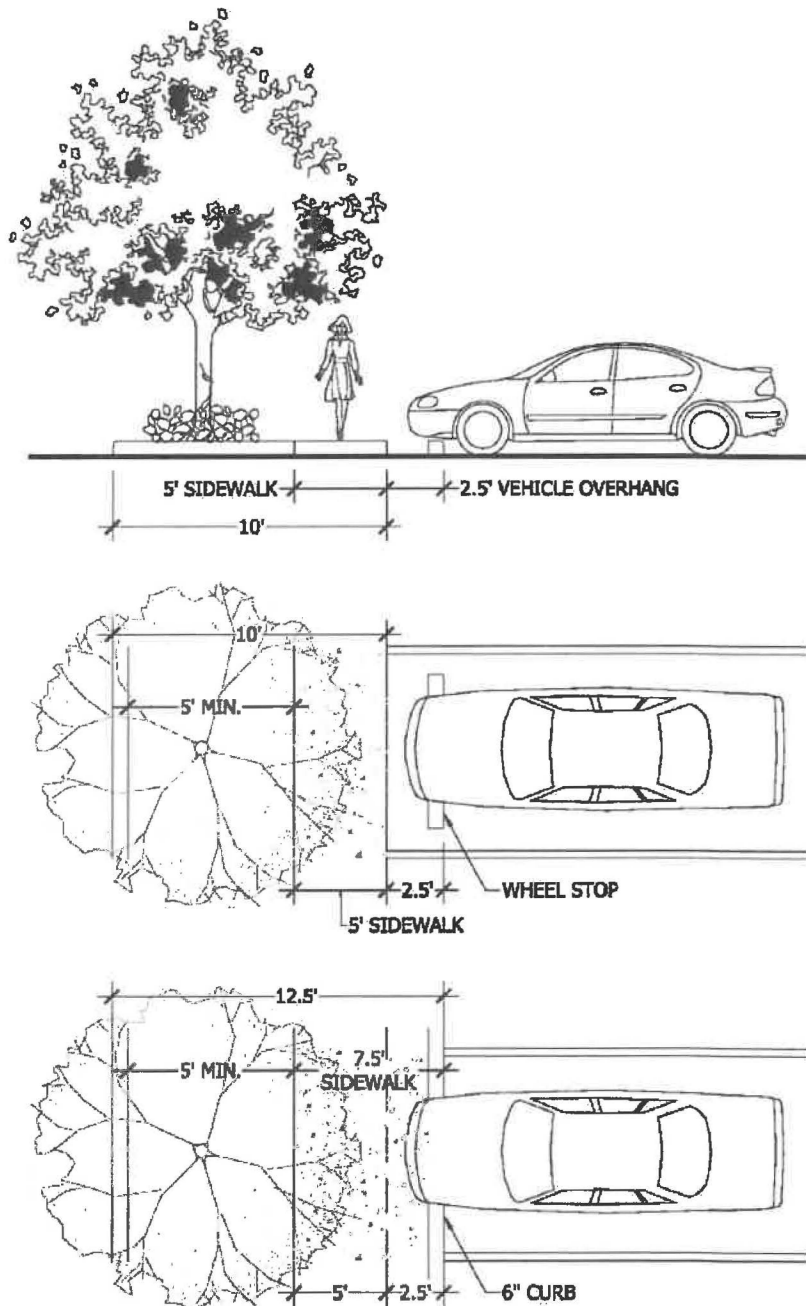 5' SIDEWALK
2.5' VEHICLE OVERHANG
10'
10'
5' MIN.
2.5'
WHEEL STOP
5' SIDEWALK
12.5'
5' MIN.
7.5'
SIDEWALK
5'
2.5'
6" CURB